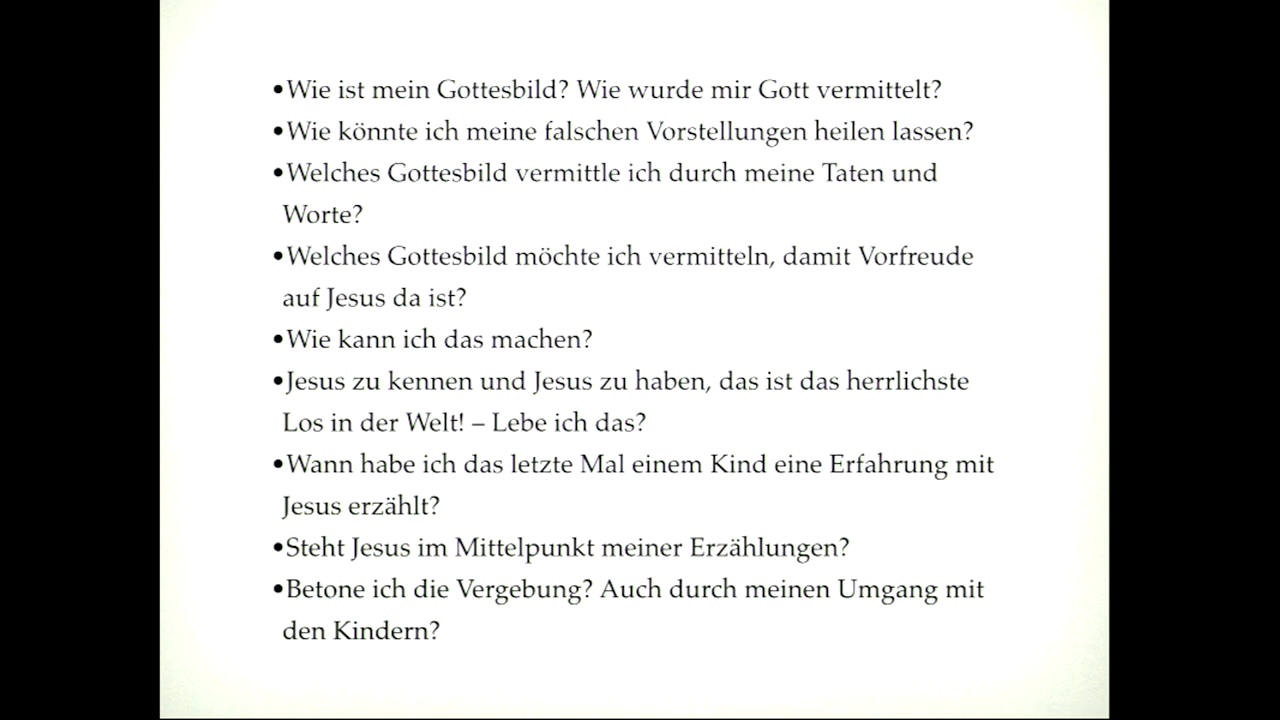 •Wie ist mein Gottesbild? Wie wurde mir Gott vermittelt?
•Wie könnte ich meine falschen Vorstellungen heilen lassen?
•Welches Gottesbild vermittle ich durch meine Taten und
Worte?
•Welches Gottesbild möchte ich vermitteln, damit Vorfreude
auf Jesus da ist?
•Wie kann ich das machen?
•Jesus zu kennen und Jesus zu haben, das ist das herrlichste
Los in der Welt! – Lebe ich das?
•Wann habe ich das letzte Mal einem Kind eine Erfahrung mit
Jesus erzählt?
•Steht Jesus im Mittelpunkt meiner Erzählungen?
•Betone ich die Vergebung? Auch durch meinen Umgang mit
den Kindern?